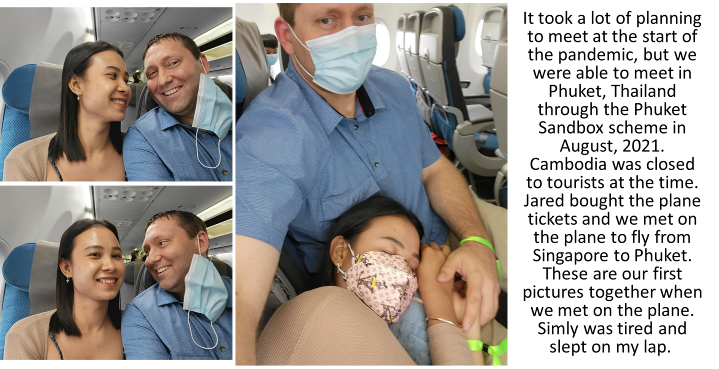 It took a lot of planning
to meet at the start of
the pandemic, but we
were able to meet in
Phuket, Thailand
through the Phuket
Sandbox scheme in
August, 2021.
Cambodia was closed
to tourists at the time.
Jared bought the plane
tickets and we met on
the plane to fly from
Singapore to Phuket.
These are our first
pictures together when
we met on the plane.
Simly was tired and
slept on my lap.